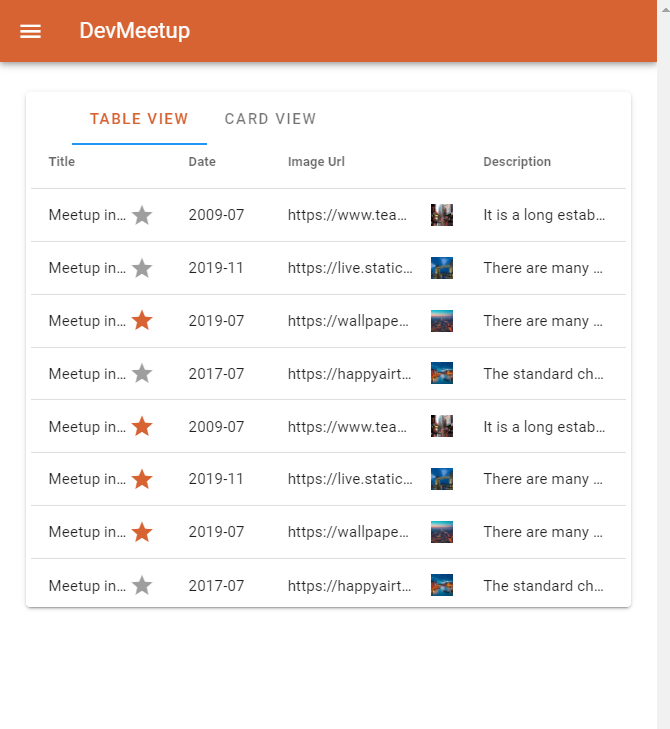 DevMeetup
TABLE VIEW CARD VIEW
Title Date Image Url Description
Meetup in... 2009-07 https://www.tea... It is a long estab...
Meetup in... 2019-11 https://live.static... There are many ...
Meetup in... 2019-07 https://wallpape... There are many ...
Meetup in... 2017-07 https://happyairt... The standard ch...
Meetup in... 2009-07 https://www.tea... It is a long estab...
Meetup in... 2019-11 https://live.static... There are many ...
Meetup in... 2019-07 https://wallpape... There are many ...
Meetup in... 2017-07 https://happyairt... The standard ch...